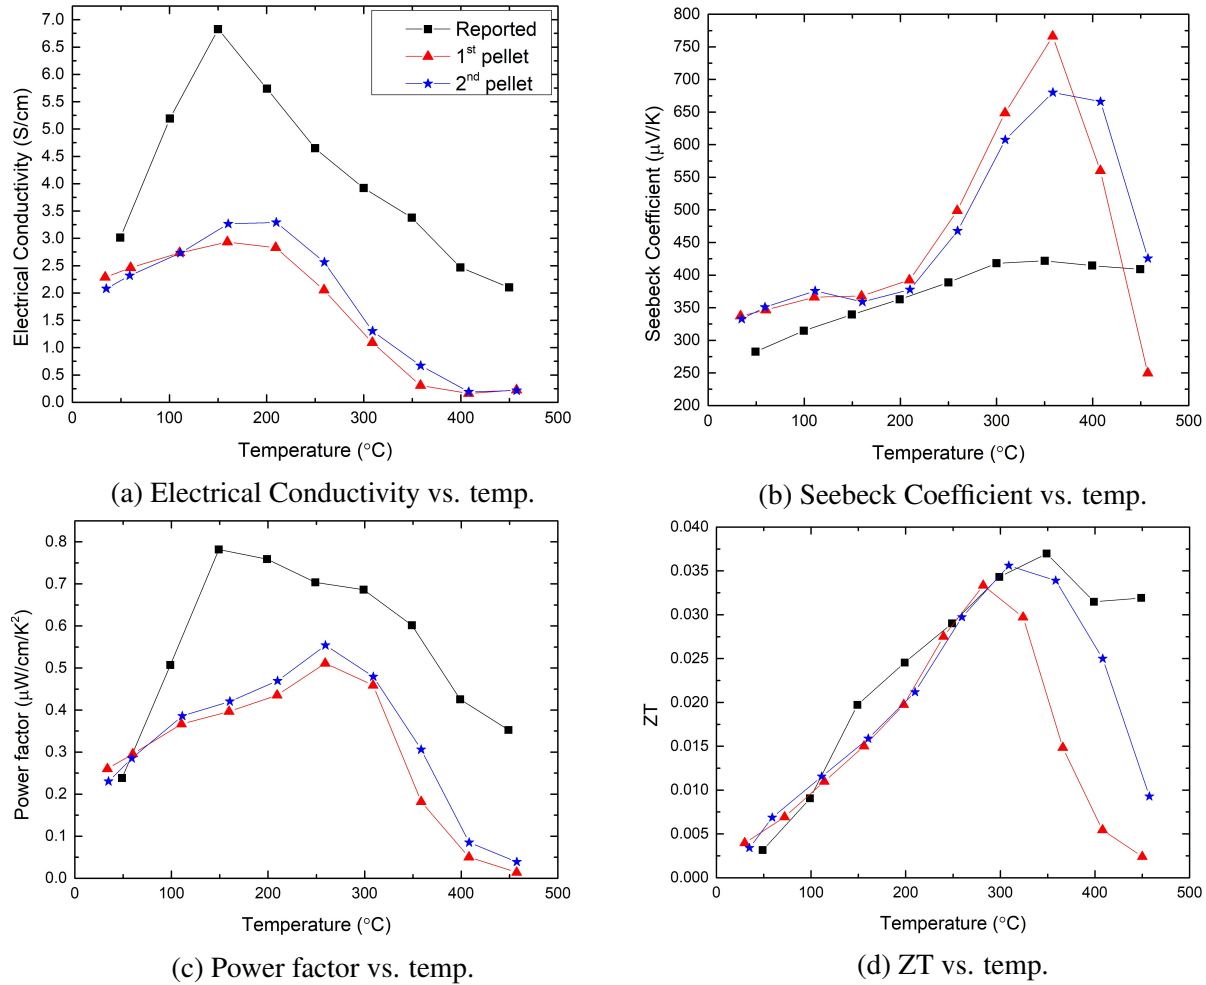 7.0
6.5
6.0
5.5
5.0
4.5
4.0
3.5
3.0
2.5
2.0
1.5
1.0
0.5
0.0
Electrical Conductivity (S/cm)
Reported
1st pellet
2nd pellet
0 100 200 300 400 500
Temperature (°C)
(a) Electrical Conductivity vs. temp.
800
750
700
650
600
550
500
450
400
350
300
250
200
Seebeck Coefficient (μV/K)
0 100 200 300 400 500
Temperature (°C)
(b) Seebeck Coefficient vs. temp.
0.8
0.7
0.6
0.5
0.4
0.3
0.2
0.1
0.0
Power factor (μW/cm/K²)
0 100 200 300 400 500
Temperature (°C)
(c) Power factor vs. temp.
0.040
0.035
0.030
0.025
0.020
0.015
0.010
0.005
0.000
ZT
0 100 200 300 400 500
Temperature (°C)
(d) ZT vs. temp.